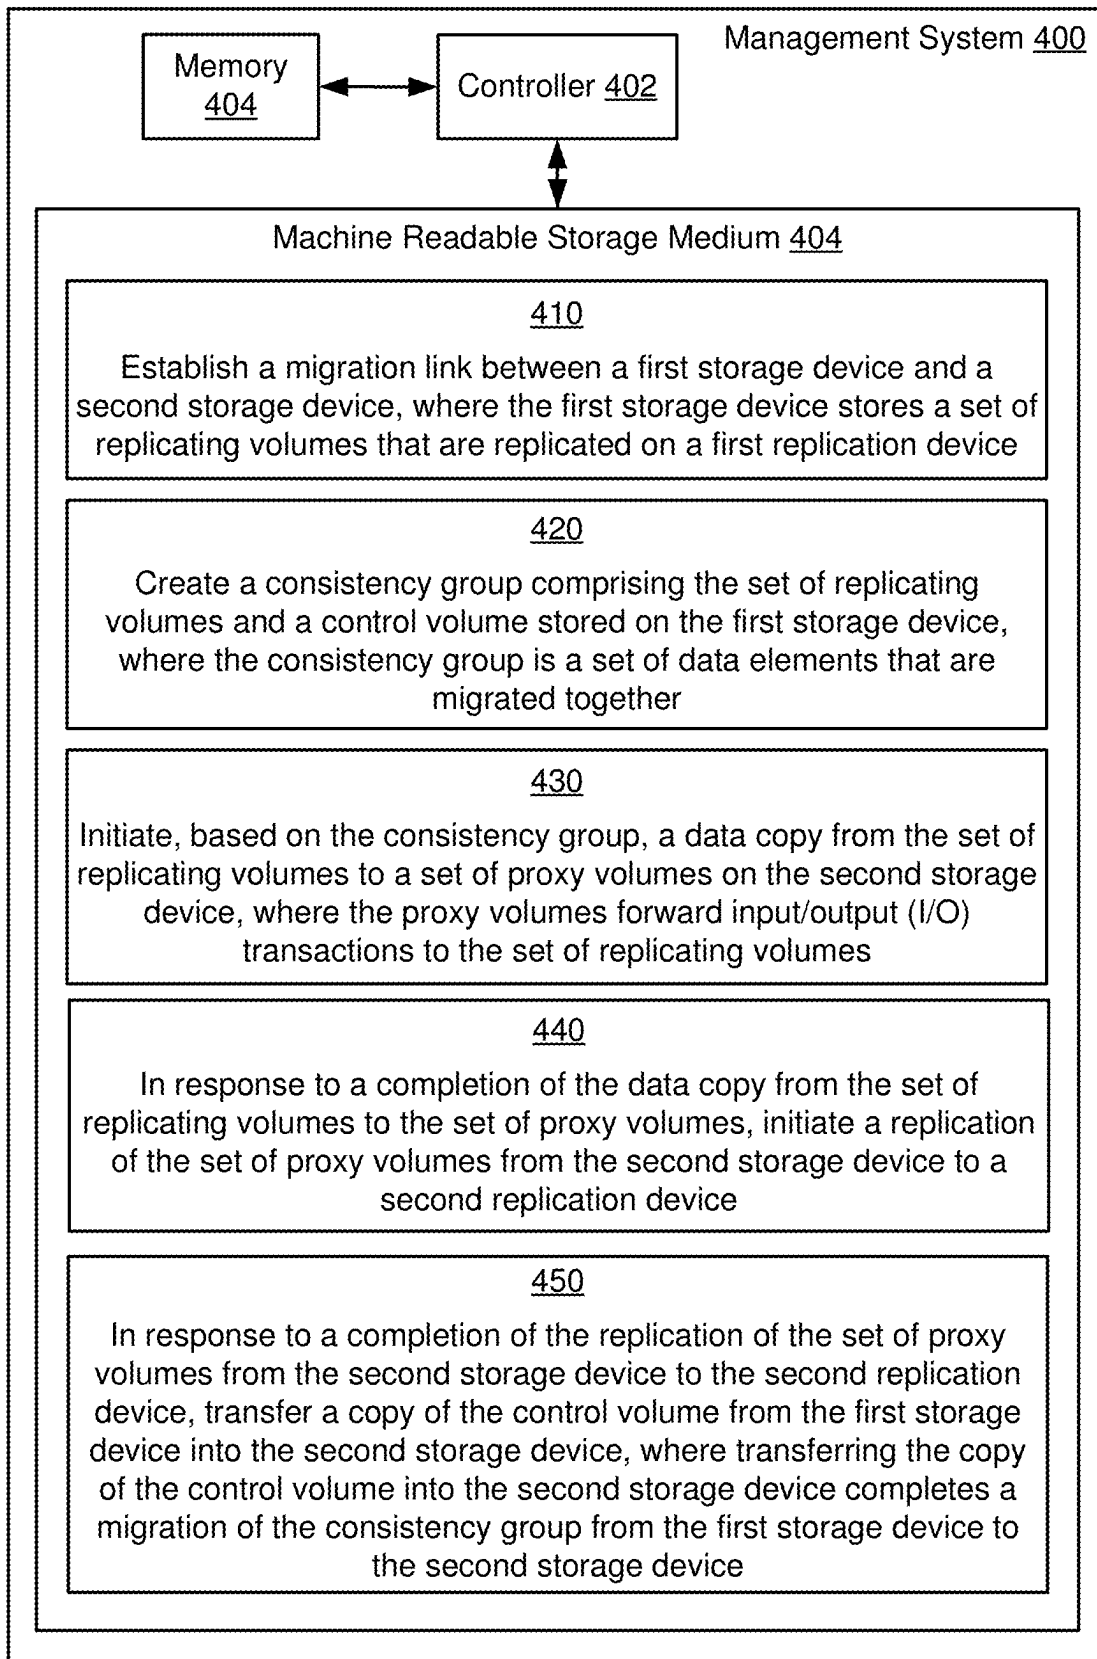 Management System 400
Memory
404
Controller 402
Machine Readable Storage Medium 404
410
Establish a migration link between a first storage device and a
second storage device, where the first storage device stores a set of
replicating volumes that are replicated on a first replication device
420
Create a consistency group comprising the set of replicating
volumes and a control volume stored on the first storage device,
where the consistency group is a set of data elements that are
migrated together
430
Initiate, based on the consistency group, a data copy from the set of
replicating volumes to a set of proxy volumes on the second storage
device, where the proxy volumes forward input/output (I/O)
transactions to the set of replicating volumes
440
In response to a completion of the data copy from the set of
replicating volumes to the set of proxy volumes, initiate a replication
of the set of proxy volumes from the second storage device to a
second replication device
450
In response to a completion of the replication of the set of proxy
volumes from the second storage device to the second replication
device, transfer a copy of the control volume from the first storage
device into the second storage device, where transferring the copy
of the control volume into the second storage device completes a
migration of the consistency group from the first storage device to
the second storage device